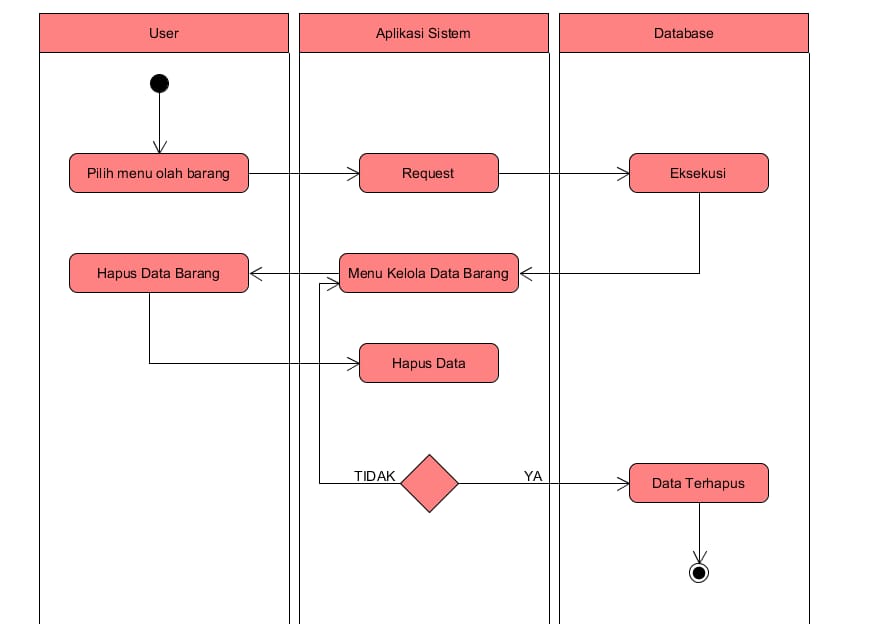 User
Aplikasi Sistem
Database
Pilih menu olah barang
Request
Eksekusi
Hapus Data Barang
Menu Kelola Data Barang
Hapus Data
TIDAK
YA
Data Terhapus